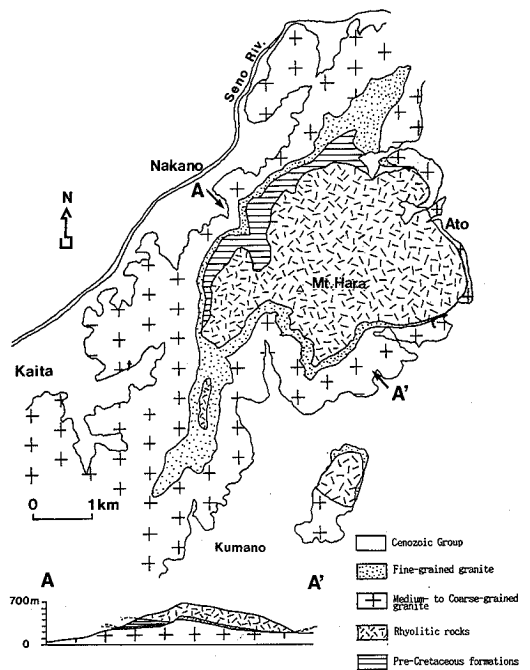 Seno Riv.
Nakano
A
N
Ato
Mt.Hara
Kaita
A'
0 1km
Kumano
Cenozoic Group
Fine-grained granite
Medium- to Coarse-grained
granite
Rhyolitic rocks
Pre-Cretaceous formations
A A'
700m
0